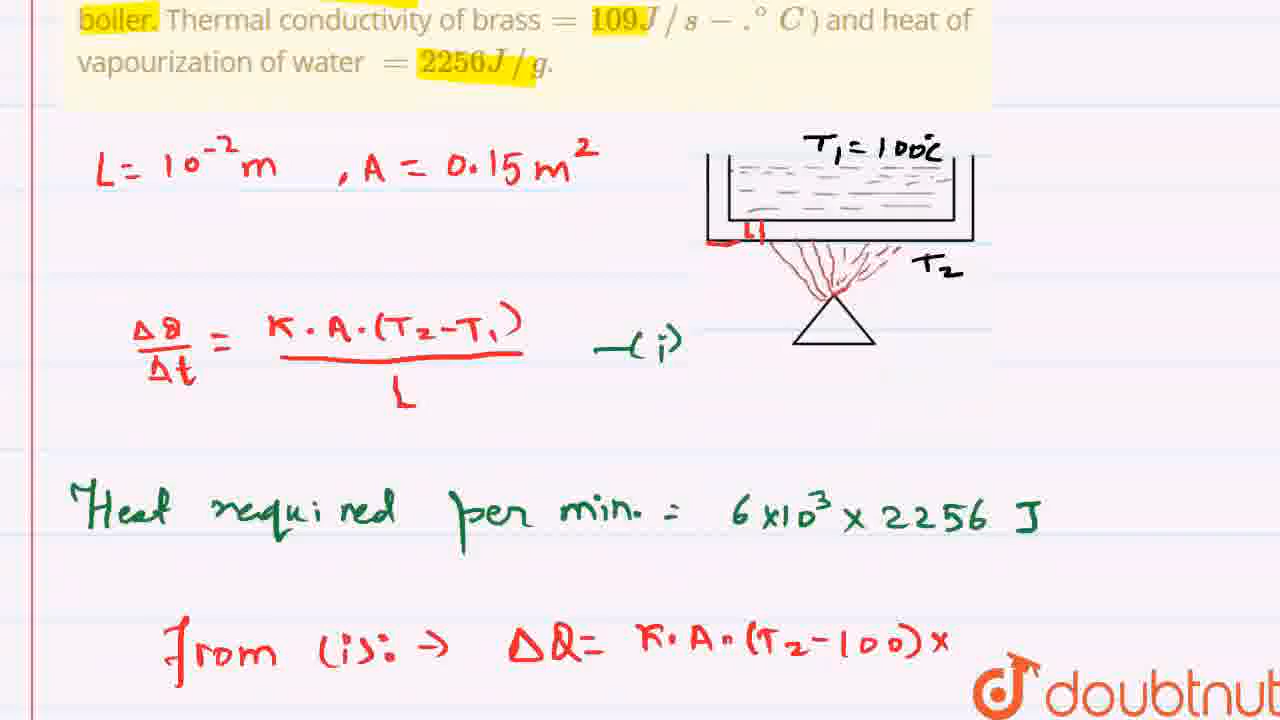 boiler. Thermal conductivity of brass = 109J/s − .° C ) and heat of
vapourization of water = 2256J/g.
L = 10⁻² m , A = 0.15 m²
T₁ = 100°C
T₂
ΔQ/Δt = K·A·(T₂−T₁)/L —(i)
Heat required per min. = 6×10³ × 2256 J
from (i): → ΔQ = K·A·(T₂−100)×
doubtnut